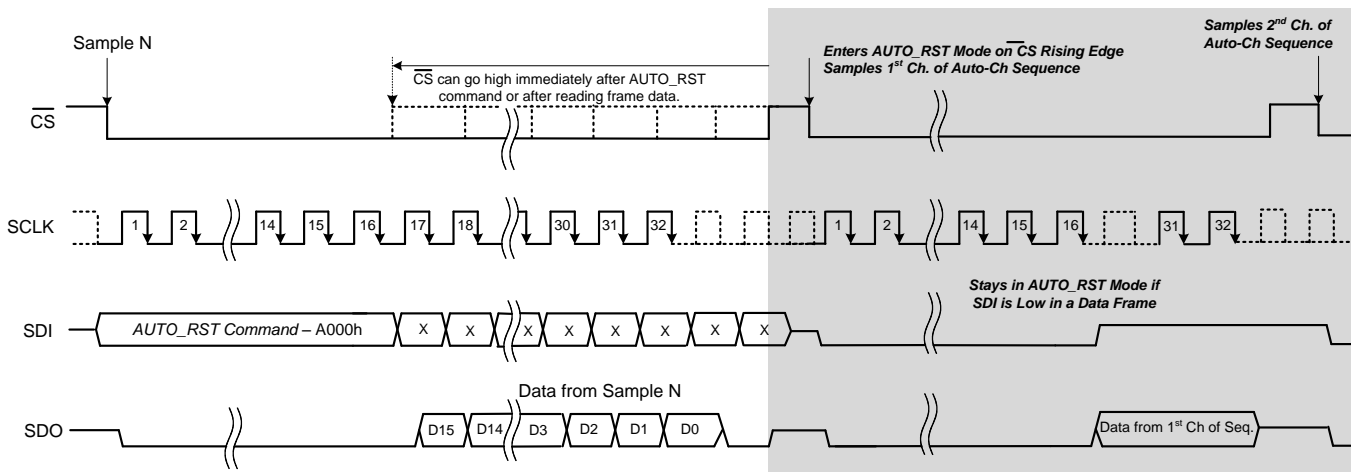 Sample N
CS can go high immediately after AUTO_RST
command or after reading frame data.
Enters AUTO_RST Mode on CS Rising Edge
Samples 1st Ch. of Auto-Ch Sequence
Samples 2nd Ch. of
Auto-Ch Sequence
CS
SCLK
1 2 14 15 16 17 18 30 31 32 1 2 14 15 16 31 32
Stays in AUTO_RST Mode if
SDI is Low in a Data Frame
SDI
AUTO_RST Command – A000h X X X X X X X X
Data from Sample N
SDO
D15 D14 D3 D2 D1 D0 Data from 1st Ch of Seq.